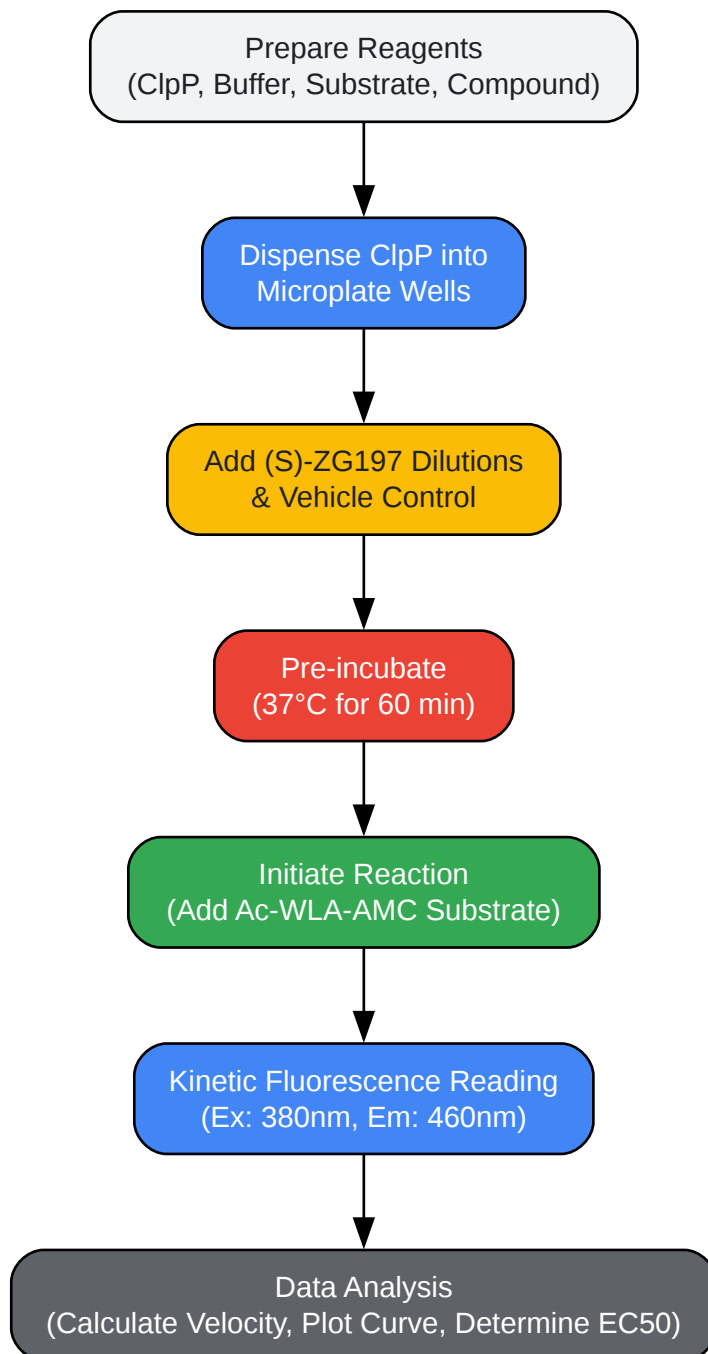 Prepare Reagents
(ClpP, Buffer, Substrate, Compound)
Dispense ClpP into
Microplate Wells
Add (S)-ZG197 Dilutions
& Vehicle Control
Pre-incubate
(37°C for 60 min)
Initiate Reaction
(Add Ac-WLA-AMC Substrate)
Kinetic Fluorescence Reading
(Ex: 380nm, Em: 460nm)
Data Analysis
(Calculate Velocity, Plot Curve, Determine EC50)